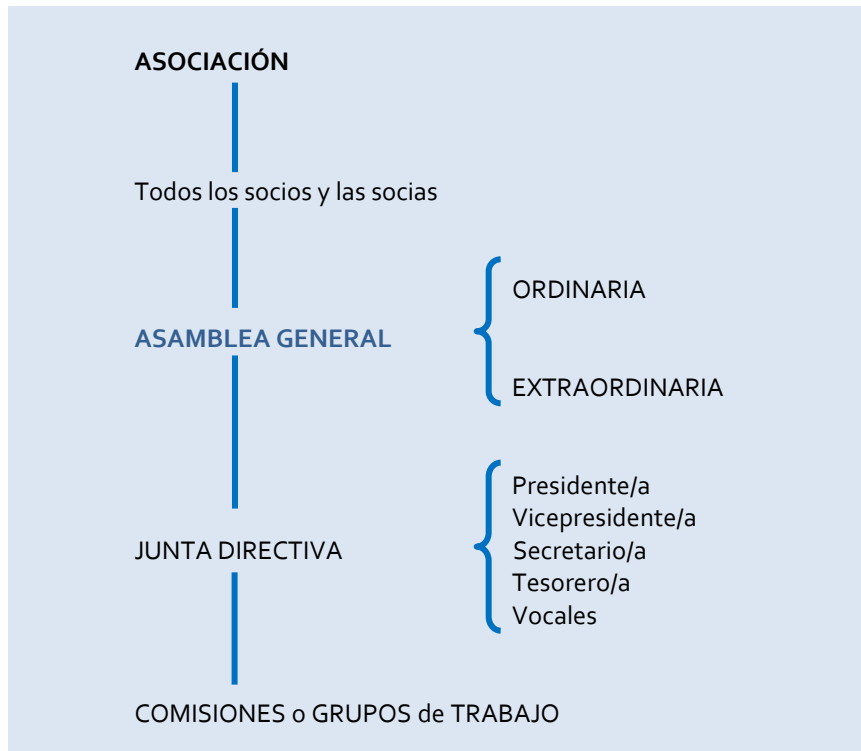 ASOCIACIÓN
Todos los socios y las socias
ASAMBLEA GENERAL
ORDINARIA
EXTRAORDINARIA
JUNTA DIRECTIVA
Presidente/a
Vicepresidente/a
Secretario/a
Tesorero/a
Vocales
COMISIONES o GRUPOS de TRABAJO